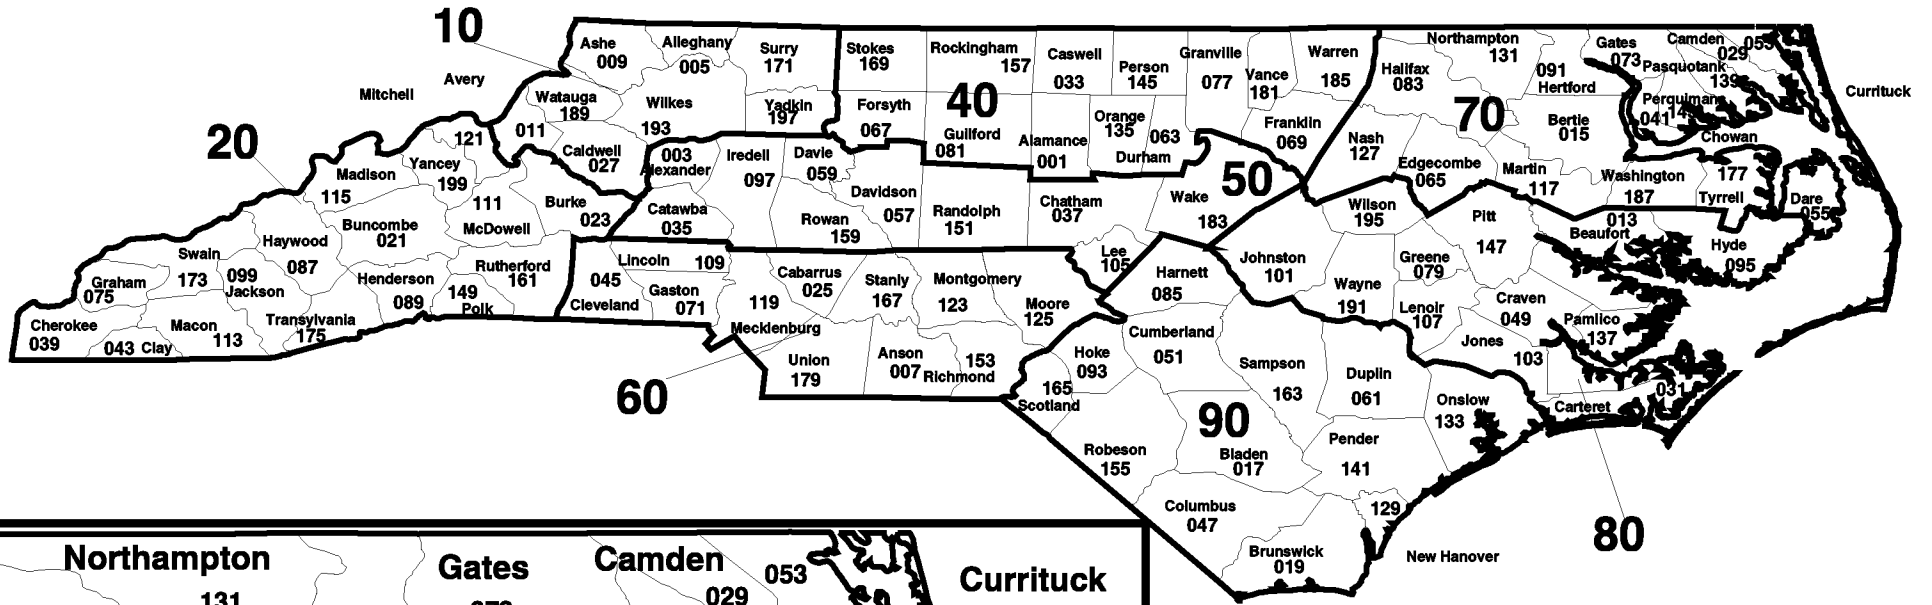 10
Ashe
009
Alleghany
005
Surry
171
Stokes
169
Rockingham
157
Caswell
033
Person
145
Granville
077
Vance
181
Warren
185
Halifax
083
Northampton
131
091
Hertford
Gates
073
Camden
029
053
Pasquotank
139
Currituck
Perquimans
041
Chowan
Avery
Mitchell
Watauga
189
Wilkes
193
Yadkin
197
Forsyth
067
40
Guilford
081
Alamance
001
Orange
135
063
Durham
Franklin
069
Nash
127
70
Edgecombe
065
Bertie
015
Martin
117
Washington
187
177
Tyrrell
Dare
055
20
121
011
Caldwell
027
003
Alexander
Iredell
097
Davie
059
Davidson
057
Randolph
151
Chatham
037
50
Wake
183
Wilson
195
Pitt
147
013
Beaufort
Hyde
095
Madison
115
Yancey
199
111
McDowell
Burke
023
Catawba
035
Rowan
159
Lee
105
Johnston
101
Greene
079
Wayne
191
Lenoir
107
Craven
049
Pamlico
137
Jones
103
Carteret
031
Buncombe
021
Haywood
087
Swain
173
Graham
075
099
Jackson
Henderson
089
Rutherford
161
149
Polk
Cherokee
039
043 Clay
Macon
113
Transylvania
175
045
Cleveland
Lincoln
109
Gaston
071
119
Mecklenburg
Cabarrus
025
Stanly
167
Montgomery
123
Moore
125
Harnett
085
Cumberland
051
Hoke
093
165
Scotland
60
Union
179
Anson
007
153
Richmond
Sampson
163
Duplin
061
Onslow
133
90
Robeson
155
Bladen
017
Pender
141
Columbus
047
129
New Hanover
Brunswick
019
80
Northampton
131
Gates
Camden
029
053
Currituck